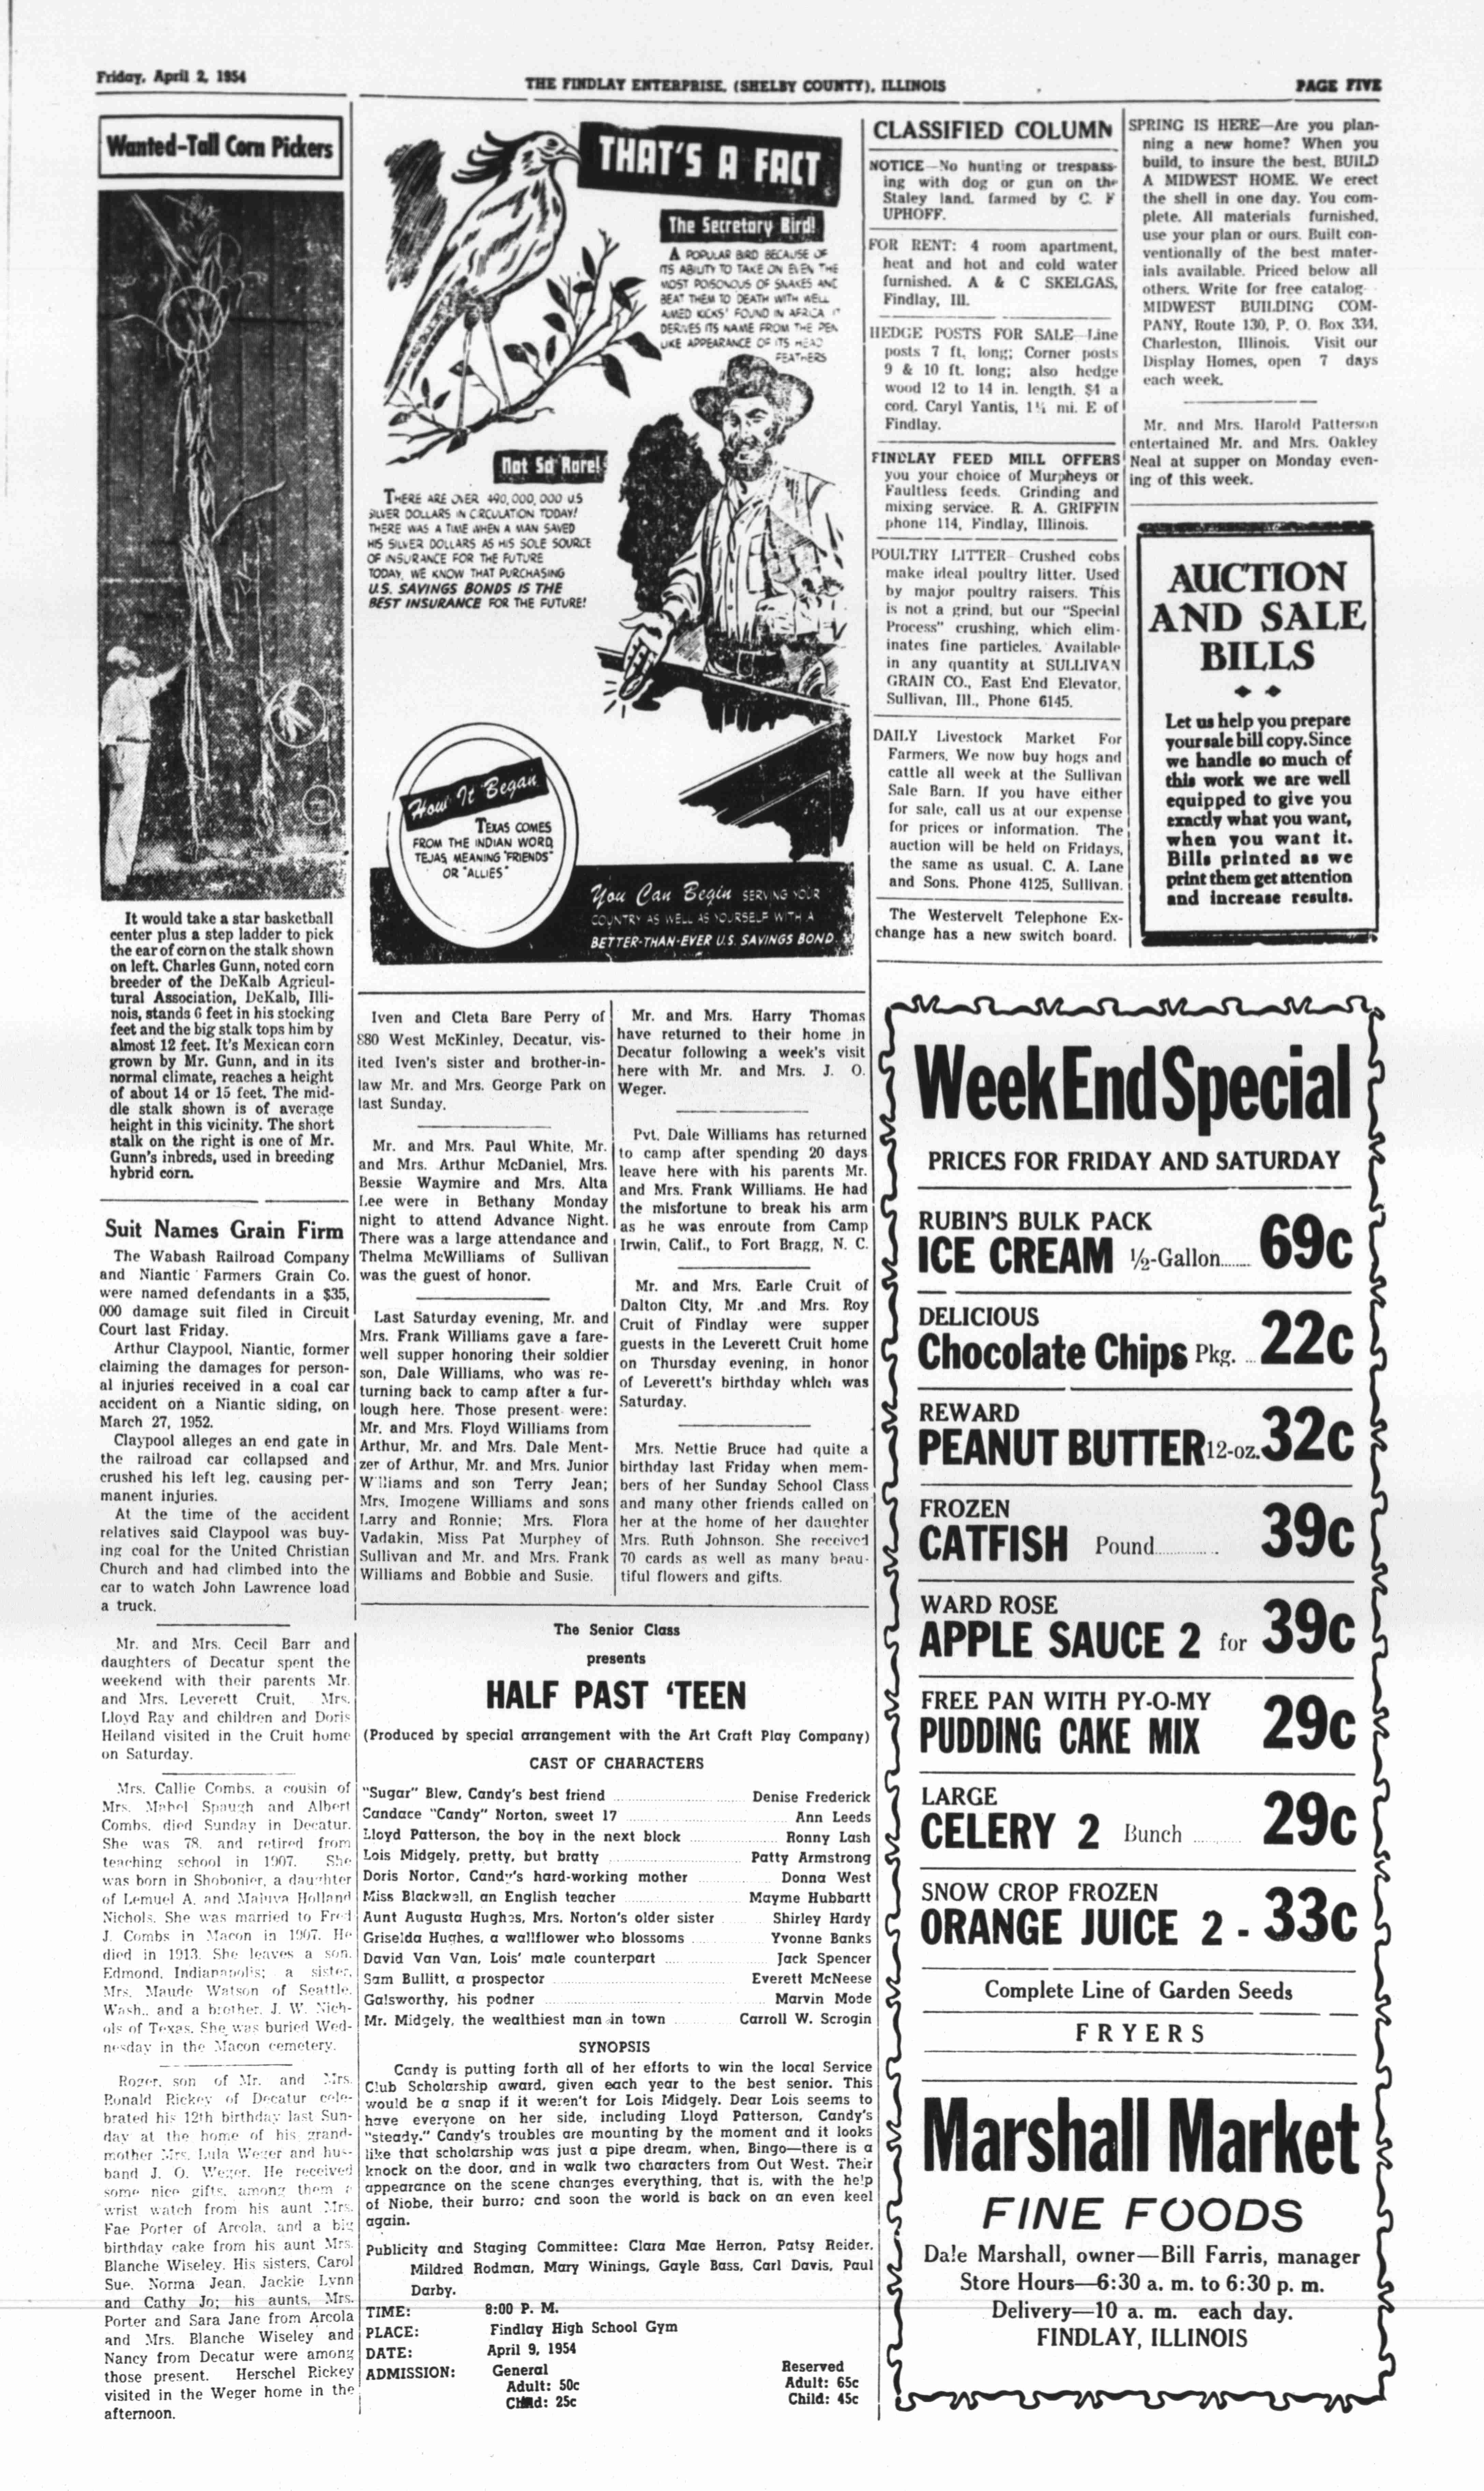 Friday, April 2, 1954
THE FINDLAY ENTERPRISE, (SHELBY COUNTY), ILLINOIS
PAGE FIVE
Wanted-Tall Corn Pickers
It would take a star basketball
center plus a step ladder to pick
the ear of corn on the stalk shown
on left. Charles Gunn, noted corn
breeder of the DeKalb Agricul-
tural Association, DeKalb, Illi-
nois, stands 6 feet in his stocking
feet and the big stalk tops him by
almost 12 feet. It's Mexican corn
grown by Mr. Gunn, and in its
normal climate, reaches a height
of about 14 or 15 feet. The mid-
dle stalk shown is of average
height in this vicinity. The short
stalk on the right is one of Mr.
Gunn's inbreds, used in breeding
hybrid corn.
Suit Names Grain Firm
The Wabash Railroad Company
and Niantic Farmers Grain Co.
were named defendants in a $35,
000 damage suit filed in Circuit
Court last Friday.
Arthur Claypool, Niantic, former
claiming the damages for person-
al injuries received in a coal car
accident on a Niantic siding, on
March 27, 1952.
Claypool alleges an end gate in
the railroad car collapsed and
crushed his left leg, causing per-
manent injuries.
At the time of the accident
relatives said Claypool was buy-
ing coal for the United Christian
Church and had climbed into the
car to watch John Lawrence load
a truck.
Mr. and Mrs. Cecil Barr and
daughters of Decatur spent the
weekend with their parents Mr.
and Mrs. Leverett Cruit. Mrs.
Lloyd Ray and children and Doris
Heiland visited in the Cruit home
on Saturday.
Mrs. Callie Combs, a cousin of
Mrs. Mabel Spaugh and Albert
Combs, died Sunday in Decatur.
She was 78, and retired from
teaching school in 1907. She
was born in Shobonier, a daughter
of Lemuel A. and Maluva Holland
Nichols. She was married to Fred
J. Combs in Macon in 1907. He
died in 1913. She leaves a son,
Edmond, Indianapolis; a sister,
Mrs. Maude Watson of Seattle,
Wash., and a brother, J. W. Nich-
ols of Texas. She was buried Wed-
nesday in the Macon cemetery.
Roger, son of Mr. and Mrs.
Ronald Rickey of Decatur cele-
brated his 12th birthday last Sun-
day at the home of his grand-
mother Mrs. Lula Weger and hus-
band J. O. Weger. He received
some nice gifts, among them a
wrist watch from his aunt Mrs.
Fae Porter of Arcola, and a big
birthday cake from his aunt Mrs.
Blanche Wiseley. His sisters, Carol
Sue, Norma Jean, Jackie Lynn
and Cathy Jo; his aunts, Mrs.
Porter and Sara Jane from Arcola
and Mrs. Blanche Wiseley and
Nancy from Decatur were among
those present. Herschel Rickey
visited in the Weger home in the
afternoon.
THAT'S A FACT
The Secretary Bird!
A POPULAR BIRD BECAUSE OF
ITS ABILITY TO TAKE ON EVEN THE
MOST POISONOUS OF SNAKES AND
BEAT THEM TO DEATH WITH WELL
AIMED KICKS! FOUND IN AFRICA IT
DERIVES ITS NAME FROM THE PEN
LIKE APPEARANCE OF ITS HEAD
FEATHERS
Not So Rare!
THERE ARE OVER 490,000,000 U.S
SILVER DOLLARS IN CIRCULATION TODAY!
THERE WAS A TIME WHEN A MAN SAVED
HIS SILVER DOLLARS AS HIS SOLE SOURCE
OF INSURANCE FOR THE FUTURE
TODAY, WE KNOW THAT PURCHASING
U.S. SAVINGS BONDS IS THE
BEST INSURANCE FOR THE FUTURE!
How It Began
TEXAS COMES
FROM THE INDIAN WORD,
TEJAS, MEANING "FRIENDS"
OR "ALLIES"
You Can Begin SERVING YOUR
COUNTRY AS WELL AS YOURSELF WITH A
BETTER-THAN-EVER U.S. SAVINGS BOND
Iven and Cleta Bare Perry of
880 West McKinley, Decatur, vis-
ited Iven's sister and brother-in-
law Mr. and Mrs. George Park on
last Sunday.
Mr. and Mrs. Paul White, Mr.
and Mrs. Arthur McDaniel, Mrs.
Bessie Waymire and Mrs. Alta
Lee were in Bethany Monday
night to attend Advance Night.
There was a large attendance and
Thelma McWilliams of Sullivan
was the guest of honor.
Last Saturday evening, Mr. and
Mrs. Frank Williams gave a fare-
well supper honoring their soldier
son, Dale Williams, who was re-
turning back to camp after a fur-
lough here. Those present were:
Mr. and Mrs. Floyd Williams from
Arthur, Mr. and Mrs. Dale Ment-
zer of Arthur, Mr. and Mrs. Junior
Williams and son Terry Jean;
Mrs. Imogene Williams and sons
Larry and Ronnie; Mrs. Flora
Vadakin, Miss Pat Murphey of
Sullivan and Mr. and Mrs. Frank
Williams and Bobbie and Susie.
Mr. and Mrs. Harry Thomas
have returned to their home in
Decatur following a week's visit
here with Mr. and Mrs. J. O.
Weger.
Pvt. Dale Williams has returned
to camp after spending 20 days
leave here with his parents Mr.
and Mrs. Frank Williams. He had
the misfortune to break his arm
as he was enroute from Camp
Irwin, Calif., to Fort Bragg, N. C.
Mr. and Mrs. Earle Cruit of
Dalton City, Mr .and Mrs. Roy
Cruit of Findlay were supper
guests in the Leverett Cruit home
on Thursday evening, in honor
of Leverett's birthday which was
Saturday.
Mrs. Nettie Bruce had quite a
birthday last Friday when mem-
bers of her Sunday School Class
and many other friends called on
her at the home of her daughter
Mrs. Ruth Johnson. She received
70 cards as well as many beau-
tiful flowers and gifts.
The Senior Class
presents
HALF PAST 'TEEN
(Produced by special arrangement with the Art Craft Play Company)
CAST OF CHARACTERS
"Sugar" Blew, Candy's best friend Denise Frederick
Candace "Candy" Norton, sweet 17 Ann Leeds
Lloyd Patterson, the boy in the next block Ronny Lash
Lois Midgely, pretty, but bratty Patty Armstrong
Doris Norton, Candy's hard-working mother Donna West
Miss Blackwell, an English teacher Mayme Hubbartt
Aunt Augusta Hughes, Mrs. Norton's older sister Shirley Hardy
Griselda Hughes, a wallflower who blossoms Yvonne Banks
David Van Van, Lois' male counterpart Jack Spencer
Sam Bullitt, a prospector Everett McNeese
Galsworthy, his podner Marvin Mode
Mr. Midgely, the wealthiest man in town Carroll W. Scrogin
SYNOPSIS
Candy is putting forth all of her efforts to win the local Service
Club Scholarship award, given each year to the best senior. This
would be a snap if it weren't for Lois Midgely. Dear Lois seems to
have everyone on her side, including Lloyd Patterson, Candy's
"steady." Candy's troubles are mounting by the moment and it looks
like that scholarship was just a pipe dream, when, Bingo—there is a
knock on the door, and in walk two characters from Out West. Their
appearance on the scene changes everything, that is, with the help
of Niobe, their burro; and soon the world is back on an even keel
again.
Publicity and Staging Committee: Clara Mae Herron, Patsy Reider,
Mildred Rodman, Mary Winings, Gayle Bass, Carl Davis, Paul
Darby.
TIME: 8:00 P. M.
PLACE: Findlay High School Gym
DATE: April 9, 1954
ADMISSION: General Reserved
Adult: 50c Adult: 65c
Child: 25c Child: 45c
CLASSIFIED COLUMN
NOTICE—No hunting or trespass-
ing with dog or gun on the
Staley land, farmed by C. F
UPHOFF.
FOR RENT: 4 room apartment,
heat and hot and cold water
furnished. A & C SKELGAS,
Findlay, Ill.
HEDGE POSTS FOR SALE—Line
posts 7 ft. long; Corner posts
9 & 10 ft. long; also hedge
wood 12 to 14 in. length. $4 a
cord. Caryl Yantis, 1¼ mi. E of
Findlay.
FINDLAY FEED MILL OFFERS
you your choice of Murpheys or
Faultless feeds. Grinding and
mixing service. R. A. GRIFFIN
phone 114, Findlay, Illinois.
POULTRY LITTER—Crushed cobs
make ideal poultry litter. Used
by major poultry raisers. This
is not a grind, but our "Special
Process" crushing, which elim-
inates fine particles. Available
in any quantity at SULLIVAN
GRAIN CO., East End Elevator,
Sullivan, Ill., Phone 6145.
DAILY Livestock Market For
Farmers. We now buy hogs and
cattle all week at the Sullivan
Sale Barn. If you have either
for sale, call us at our expense
for prices or information. The
auction will be held on Fridays,
the same as usual. C. A. Lane
and Sons. Phone 4125, Sullivan.
The Westervelt Telephone Ex-
change has a new switch board.
SPRING IS HERE—Are you plan-
ning a new home? When you
build, to insure the best, BUILD
A MIDWEST HOME. We erect
the shell in one day. You com-
plete. All materials furnished,
use your plan or ours. Built con-
ventionally of the best mater-
ials available. Priced below all
others. Write for free catalog
MIDWEST BUILDING COM-
PANY, Route 130, P. O. Box 334,
Charleston, Illinois. Visit our
Display Homes, open 7 days
each week.
Mr. and Mrs. Harold Patterson
entertained Mr. and Mrs. Oakley
Neal at supper on Monday even-
ing of this week.
AUCTION
AND SALE
BILLS
Let us help you prepare
your sale bill copy. Since
we handle so much of
this work we are well
equipped to give you
exactly what you want,
when you want it.
Bills printed as we
print them get attention
and increase results.
Week End Special
PRICES FOR FRIDAY AND SATURDAY
RUBIN'S BULK PACK
ICE CREAM ½-Gallon 69c
DELICIOUS
Chocolate Chips Pkg. 22c
REWARD
PEANUT BUTTER 12-oz. 32c
FROZEN
CATFISH Pound 39c
WARD ROSE
APPLE SAUCE 2 for 39c
FREE PAN WITH PY-O-MY
PUDDING CAKE MIX 29c
LARGE
CELERY 2 Bunch 29c
SNOW CROP FROZEN
ORANGE JUICE 2 - 33c
Complete Line of Garden Seeds
FRYERS
Marshall Market
FINE FOODS
Dale Marshall, owner—Bill Farris, manager
Store Hours—6:30 a. m. to 6:30 p. m.
Delivery—10 a. m. each day.
FINDLAY, ILLINOIS